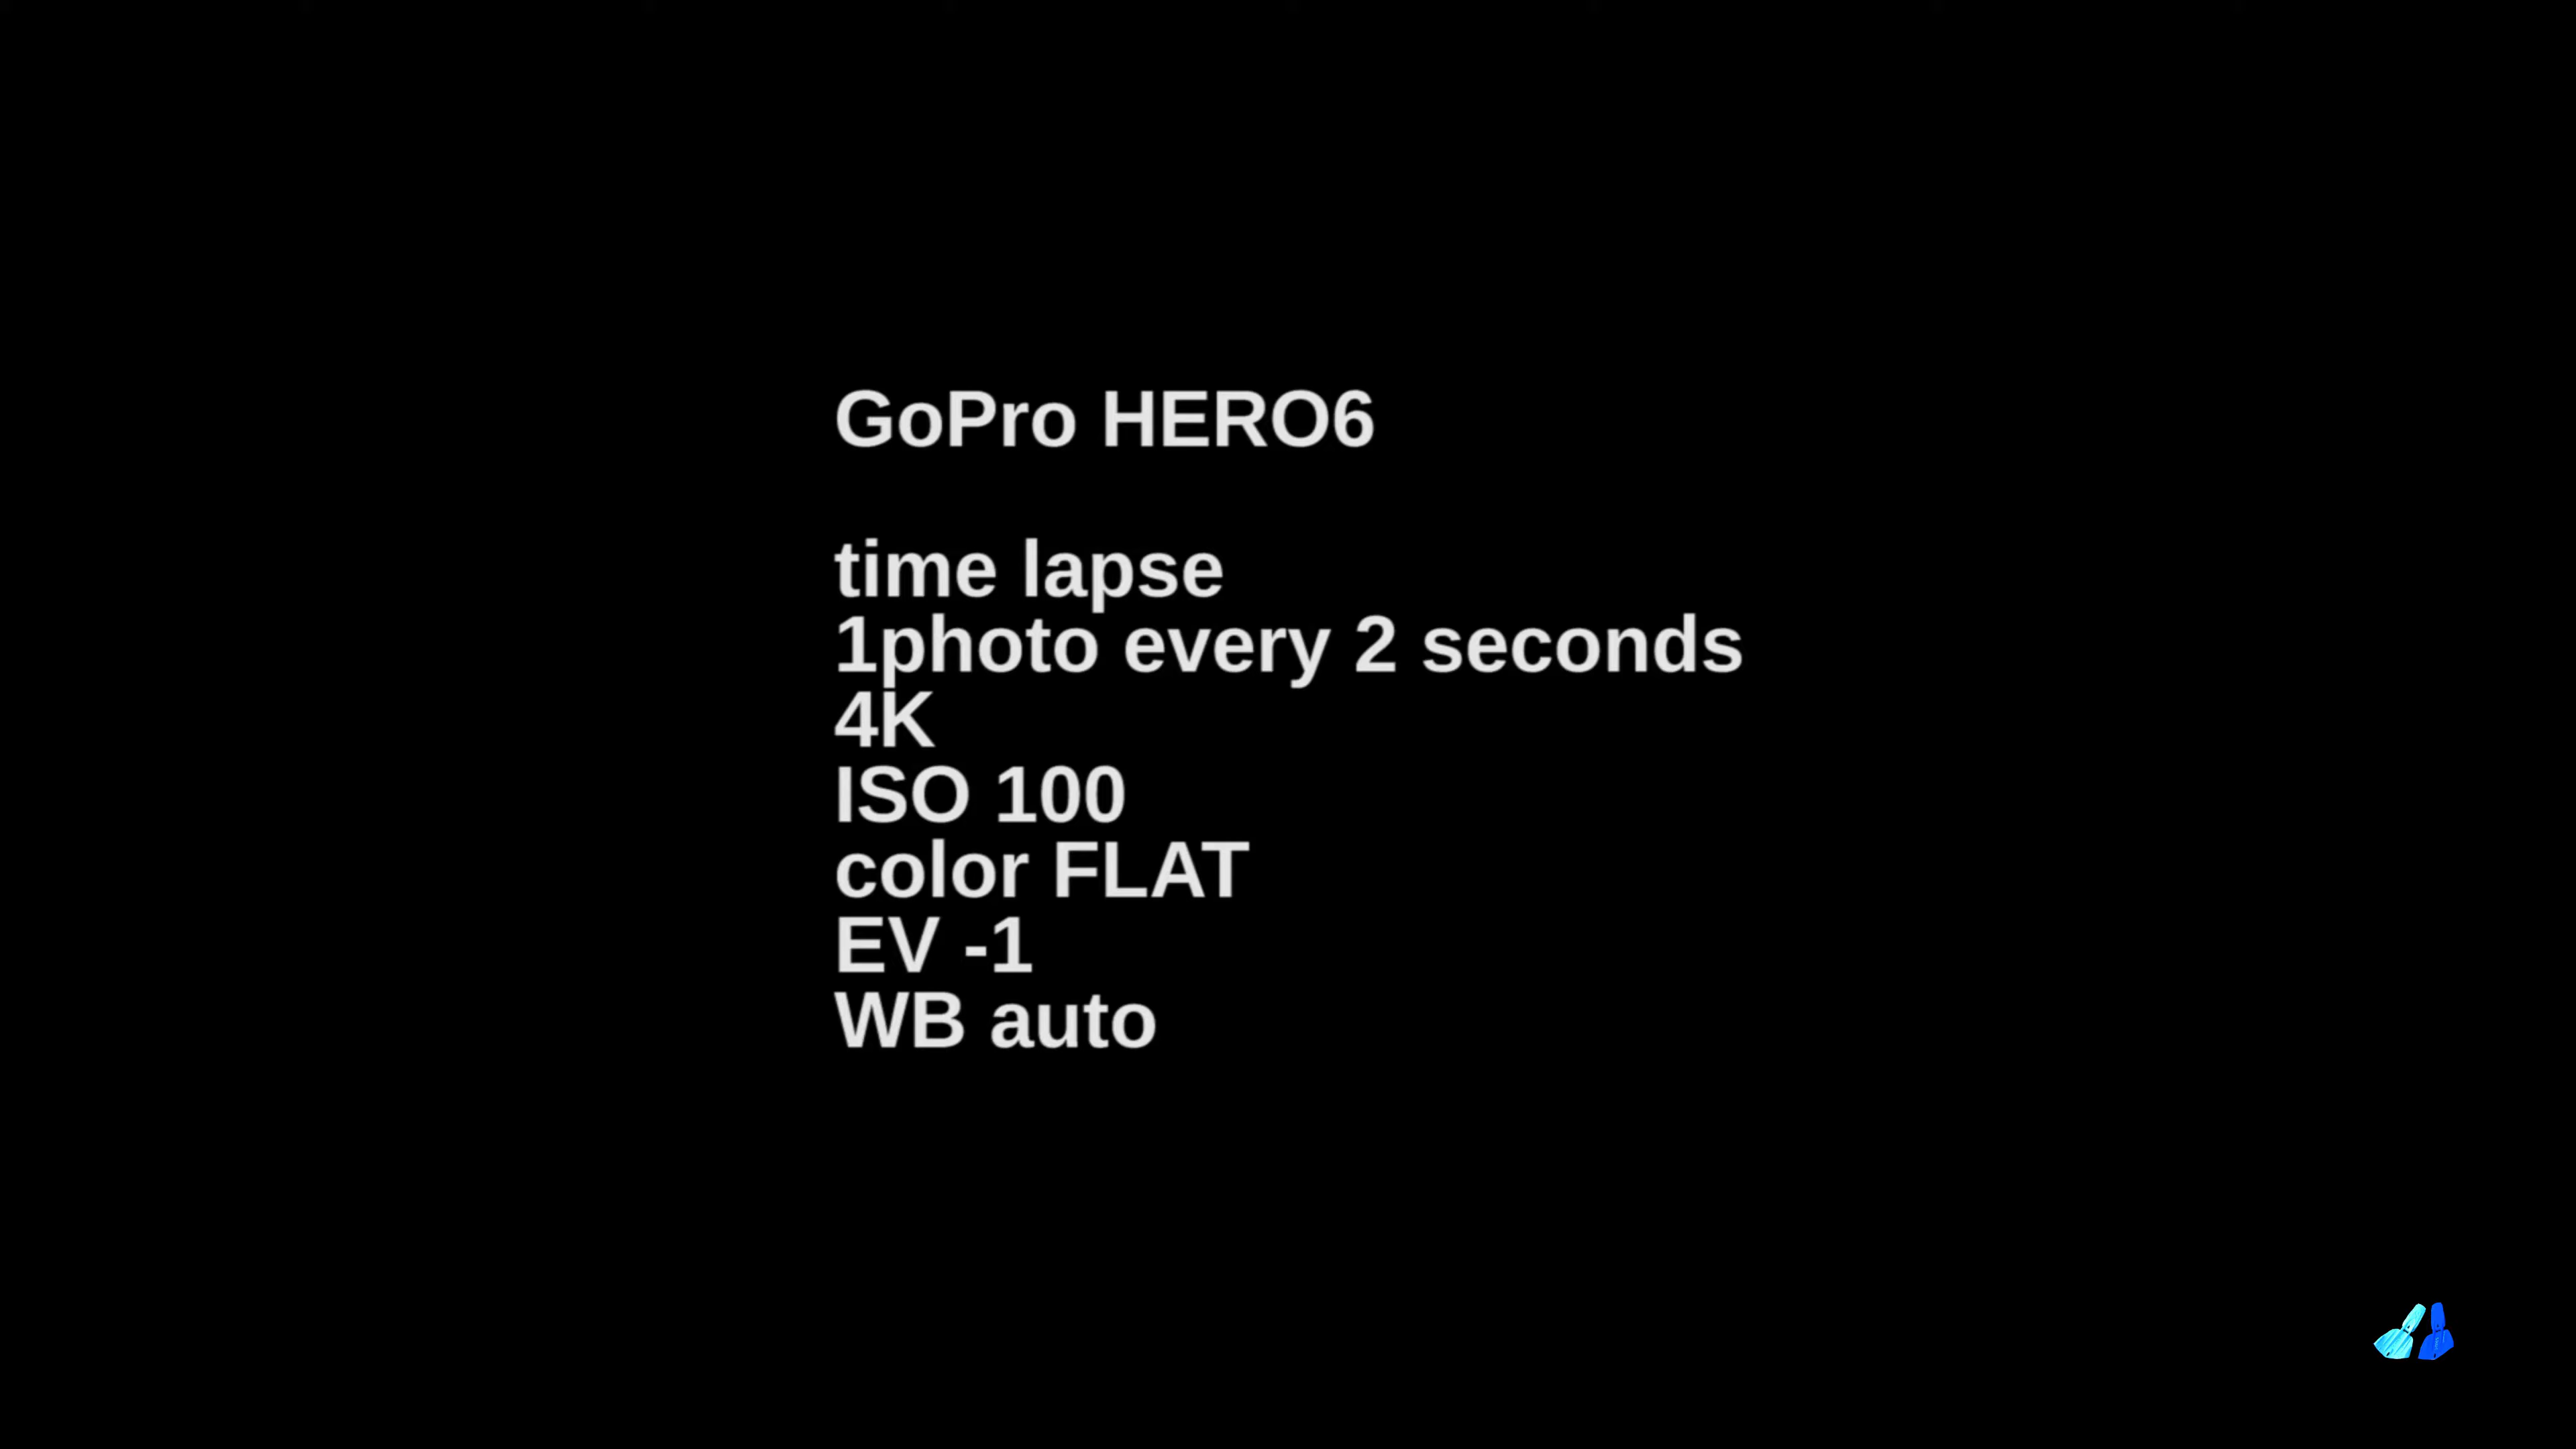 GoPro HERO6
time lapse
1photo every 2 seconds
4K
ISO 100
color FLAT
EV -1
WB auto